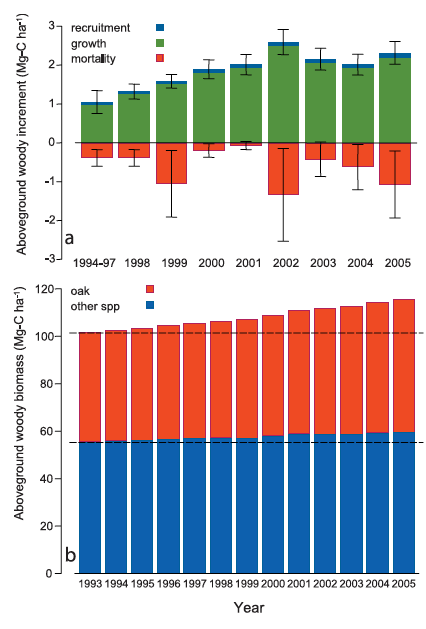 Aboveground woody increment (Mg-C ha-1)
3
2
1
0
-1
-2
-3
recruitment
growth
mortality
a
1994-97 1998 1999 2000 2001 2002 2003 2004 2005
Aboveground woody biomass (Mg-C ha-1)
120
100
80
60
40
20
0
oak
other spp
b
1993 1994 1995 1996 1997 1998 1999 2000 2001 2002 2003 2004 2005
Year